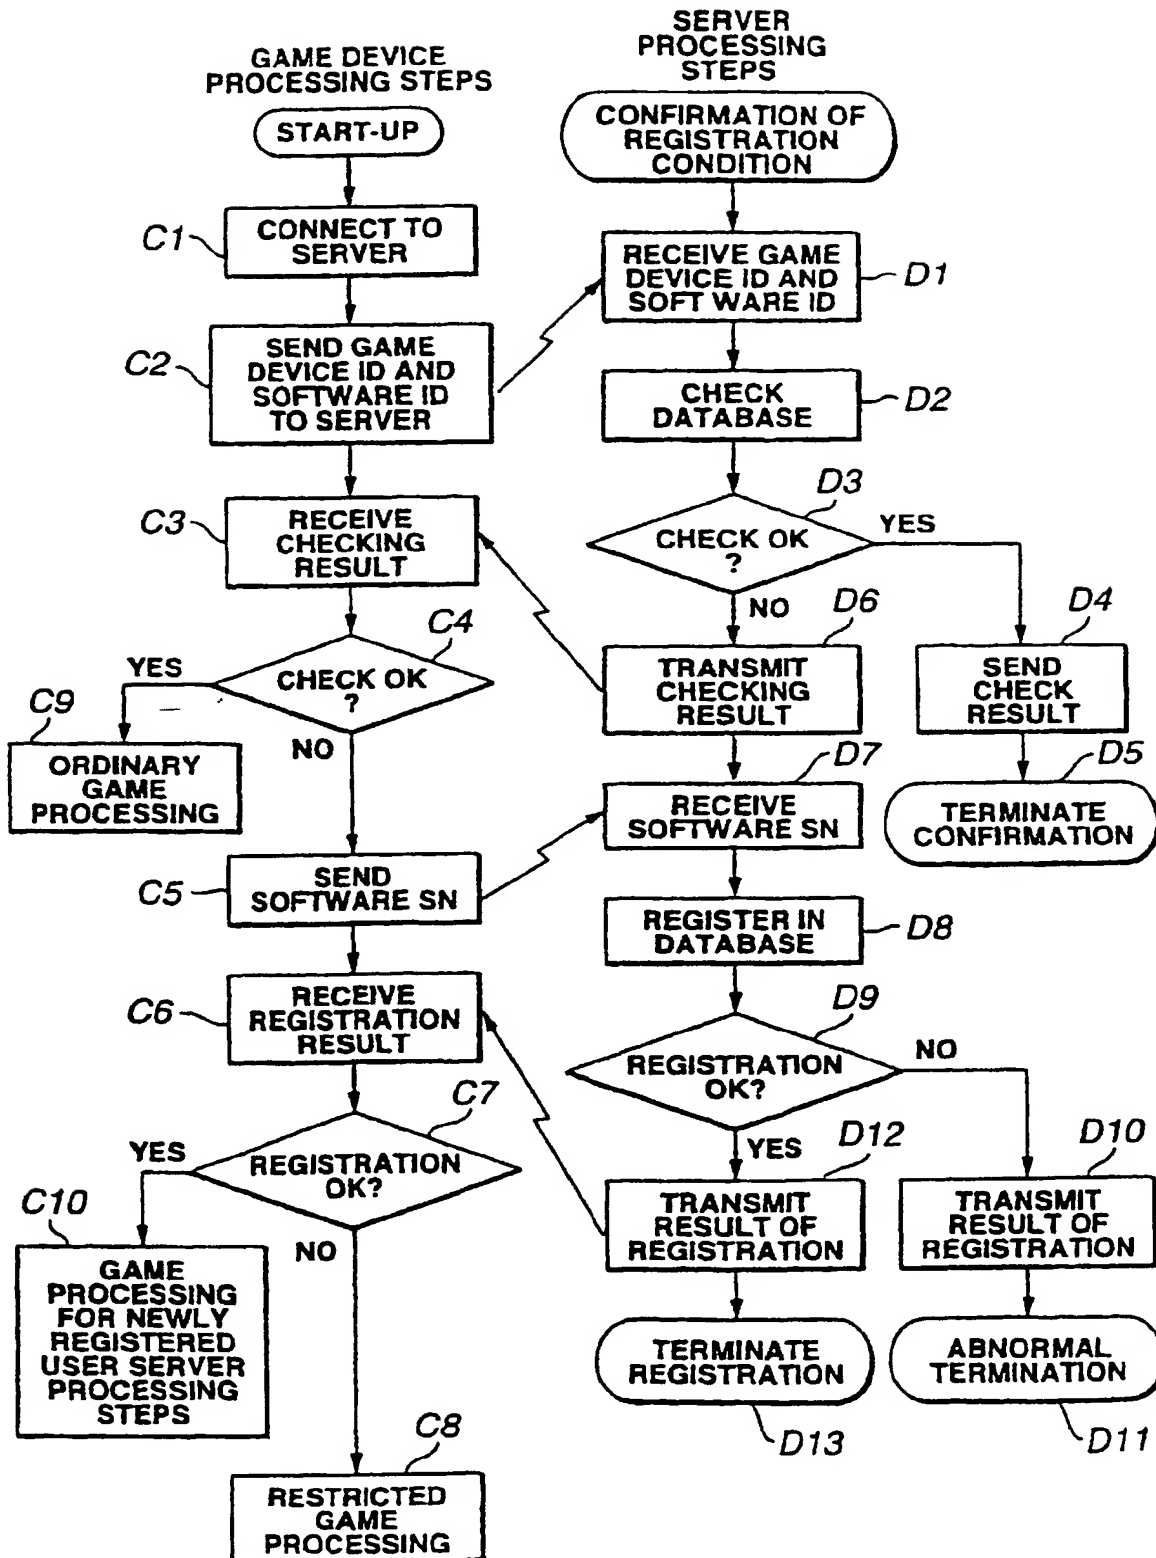 GAME DEVICE
PROCESSING STEPS
START-UP
C1
CONNECT TO
SERVER
C2
SEND GAME
DEVICE ID AND
SOFTWARE ID
TO SERVER
C3
RECEIVE
CHECKING
RESULT
C4
CHECK OK
?
YES
NO
C9
ORDINARY
GAME
PROCESSING
C5
SEND
SOFTWARE SN
C6
RECEIVE
REGISTRATION
RESULT
C7
REGISTRATION
OK?
YES
NO
C10
GAME
PROCESSING
FOR NEWLY
REGISTERED
USER SERVER
PROCESSING
STEPS
C8
RESTRICTED
GAME
PROCESSING
SERVER
PROCESSING
STEPS
CONFIRMATION OF
REGISTRATION
CONDITION
RECEIVE GAME
DEVICE ID AND
SOFT WARE ID
D1
CHECK
DATABASE
D2
D3
CHECK OK
?
YES
NO
D6
TRANSMIT
CHECKING
RESULT
D4
SEND
CHECK
RESULT
D7
RECEIVE
SOFTWARE SN
D5
TERMINATE
CONFIRMATION
REGISTER IN
DATABASE
D8
D9
REGISTRATION
OK?
NO
YES
D12
TRANSMIT
RESULT OF
REGISTRATION
D10
TRANSMIT
RESULT OF
REGISTRATION
TERMINATE
REGISTRATION
D13
ABNORMAL
TERMINATION
D11